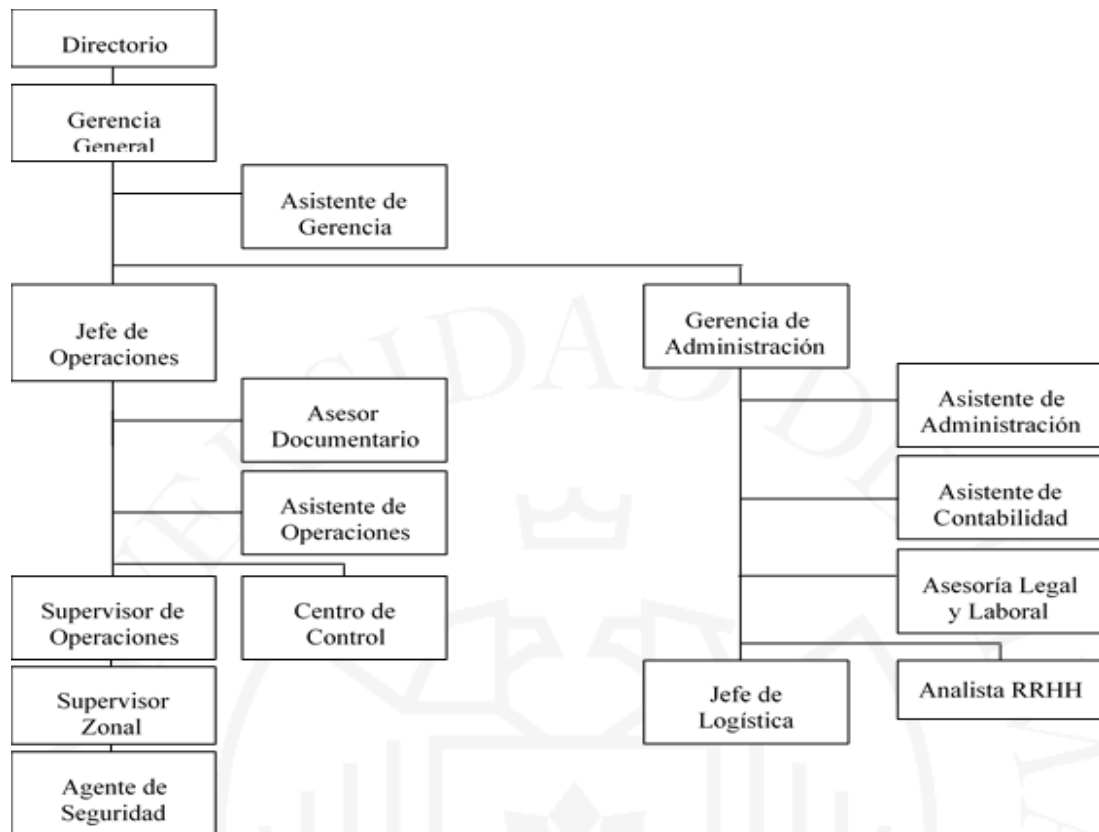 Directorio
Gerencia
General
Asistente de
Gerencia
Jefe de
Operaciones
Gerencia de
Administración
Asesor
Documentario
Asistente de
Administración
Asistente de
Operaciones
Asistente de
Contabilidad
Supervisor de
Operaciones
Centro de
Control
Asesoría Legal
y Laboral
Supervisor
Zonal
Jefe de
Logística
Analista RRHH
Agente de
Seguridad